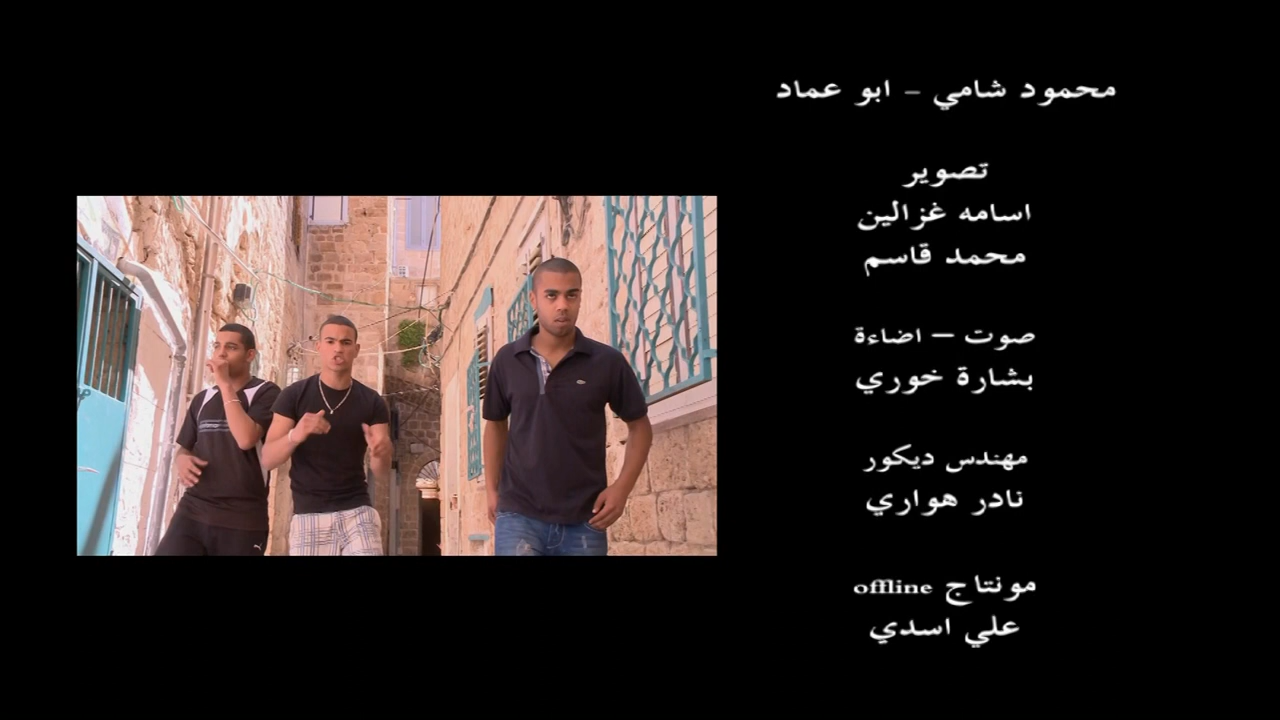 محمود شامي - ابو عماد
تصوير
اسامه غزالين
محمد قاسم
صوت - اضاءة
بشارة خوري
مهندس ديكور
نادر هواري
مونتاج offline
علي اسدي